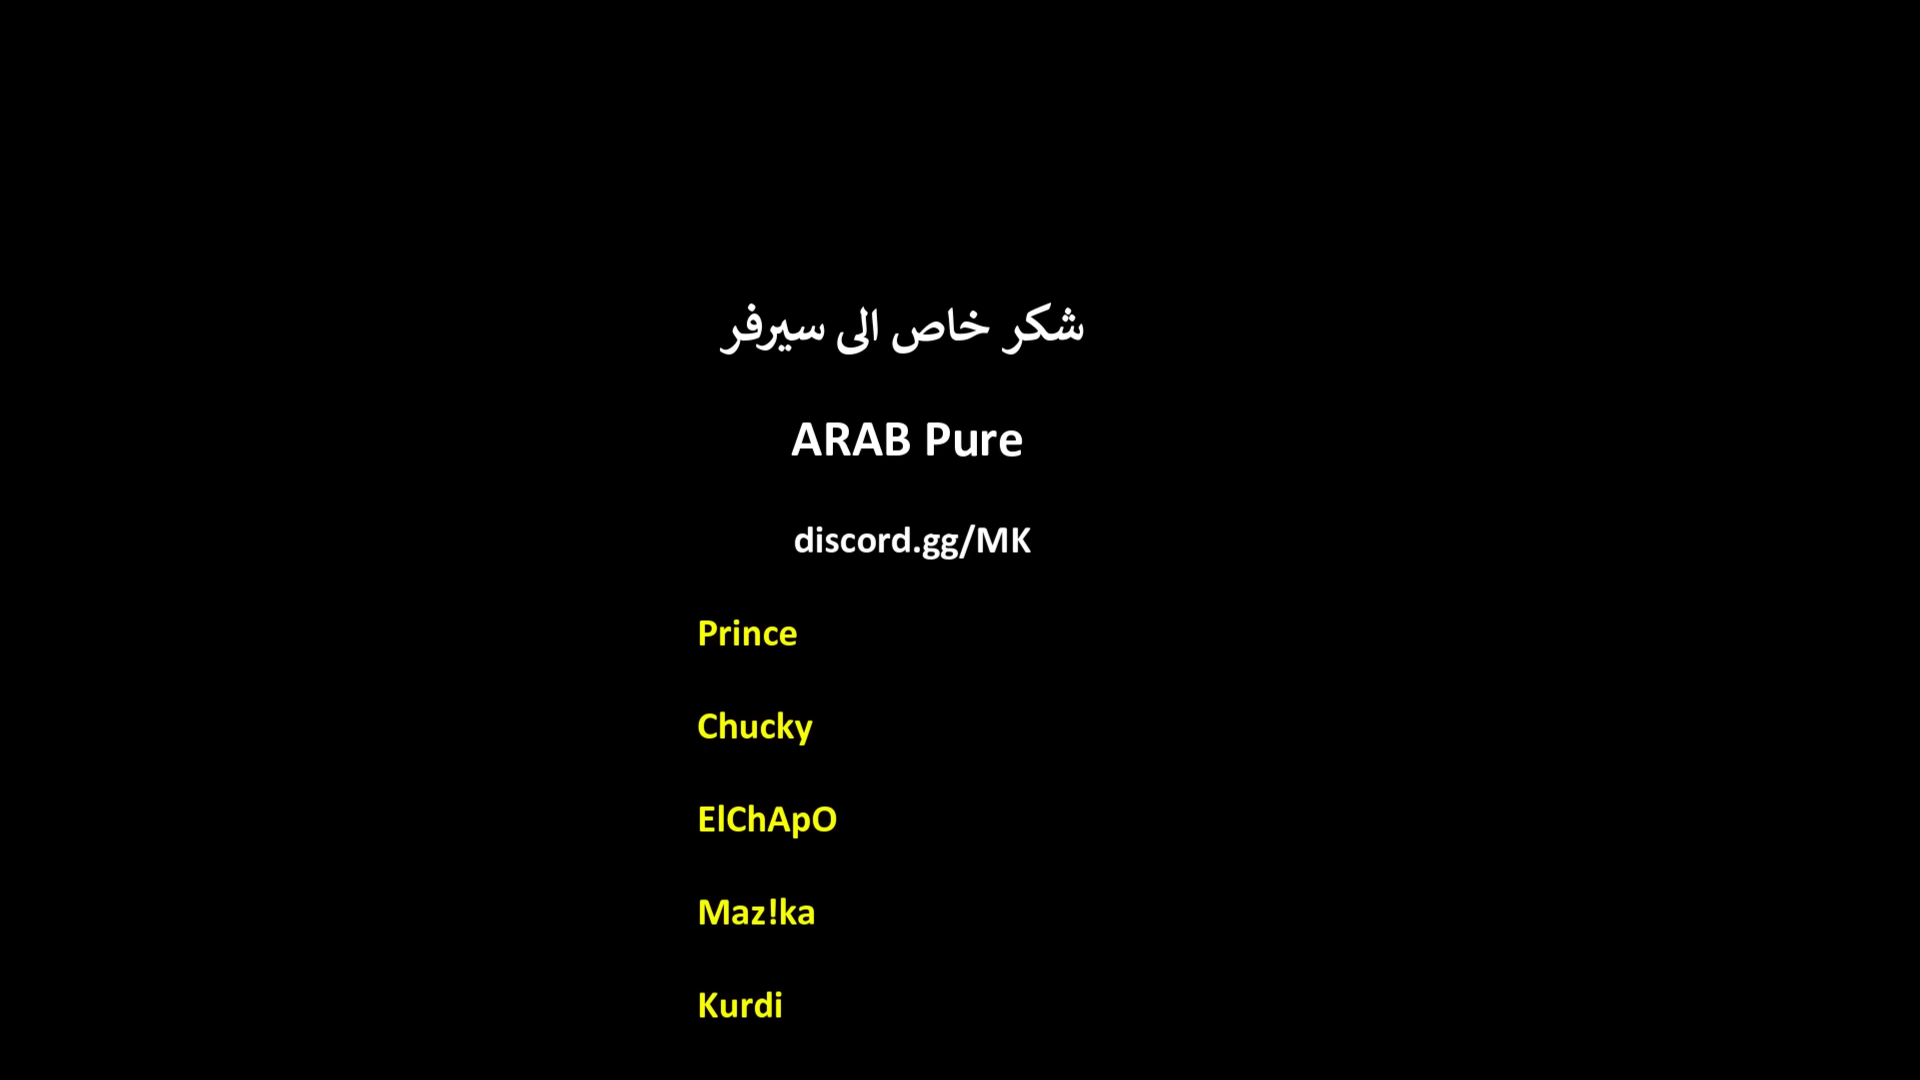 شكر خاص الى سيرفر
ARAB Pure
discord.gg/MK
Prince
Chucky
ElChApO
Maz!ka
Kurdi